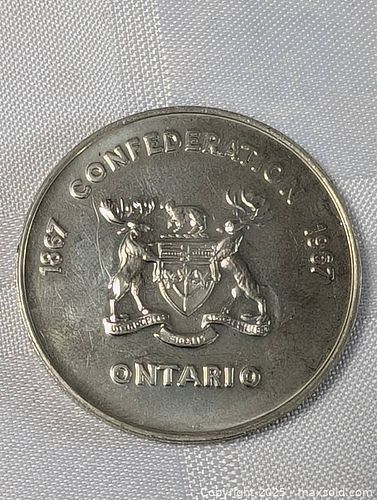 1867 CONFEDERATION 1967
ONTARIO
Copyright 2025 - maxsold.com